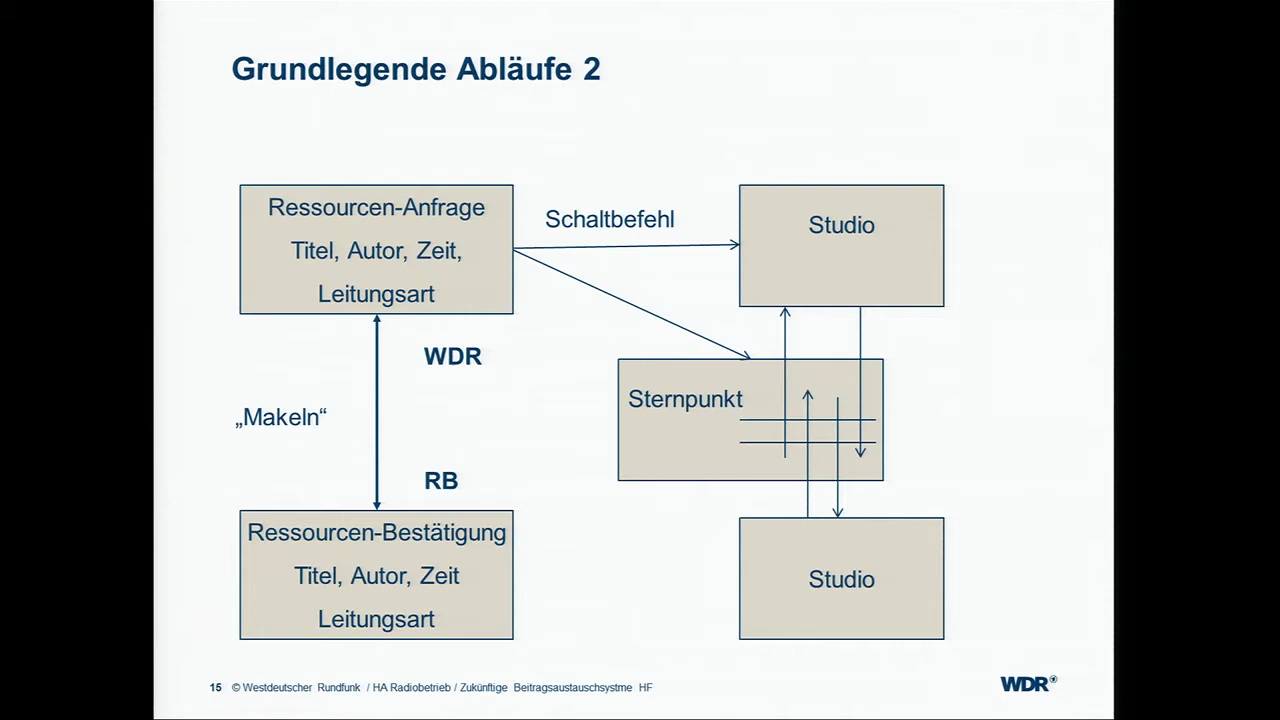 Grundlegende Abläufe 2
Ressourcen-Anfrage
Titel, Autor, Zeit,
Leitungsart
Schaltbefehl
Studio
WDR
„Makeln“
Sternpunkt
RB
Ressourcen-Bestätigung
Titel, Autor, Zeit
Leitungsart
Studio
15 © Westdeutscher Rundfunk / HA Radiobetrieb / Zukünftige Beitragsaustauschsystme HF
WDR